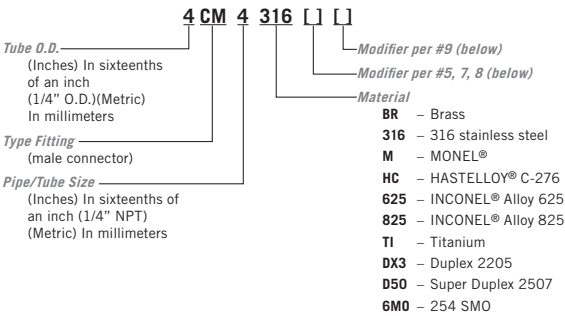 4 CM 4 316 [ ] [ ]
Tube O.D.
(Inches) In sixteenths
of an inch
(1/4” O.D.)(Metric)
In millimeters
Type Fitting
(male connector)
Pipe/Tube Size
(Inches) In sixteenths of
an inch (1/4” NPT)
(Metric) In millimeters
Modifier per #9 (below)
Modifier per #5, 7, 8 (below)
Material
BR – Brass
316 – 316 stainless steel
M – MONEL®
HC – HASTELLOY® C-276
625 – INCONEL® Alloy 625
825 – INCONEL® Alloy 825
TI – Titanium
DX3 – Duplex 2205
D50 – Super Duplex 2507
6M0 – 254 SMO